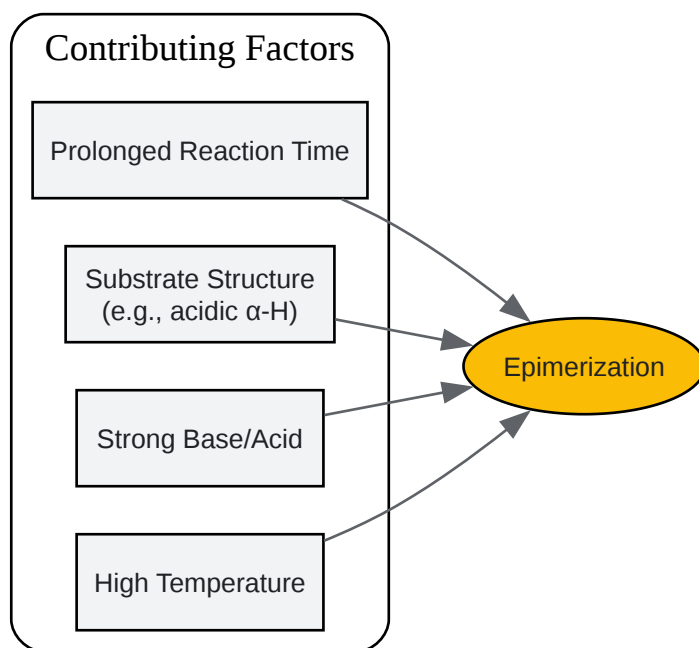 Contributing Factors
Prolonged Reaction Time
Substrate Structure
(e.g., acidic α-H)
Strong Base/Acid
High Temperature
Epimerization